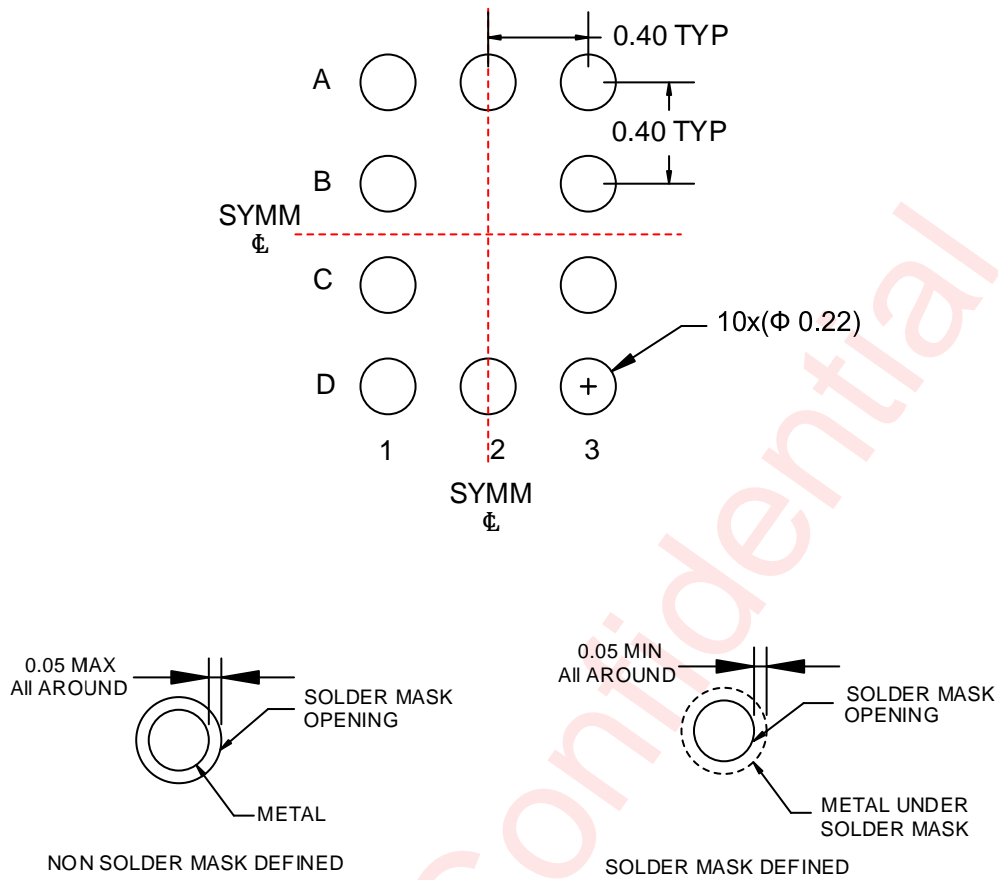 0.40 TYP
A
0.40 TYP
B
SYMM
℄
C
10x(Φ 0.22)
D
1 2 3
SYMM
℄
0.05 MAX
All AROUND
SOLDER MASK
OPENING
METAL
NON SOLDER MASK DEFINED
0.05 MIN
All AROUND
SOLDER MASK
OPENING
METAL UNDER
SOLDER MASK
SOLDER MASK DEFINED
Confidential